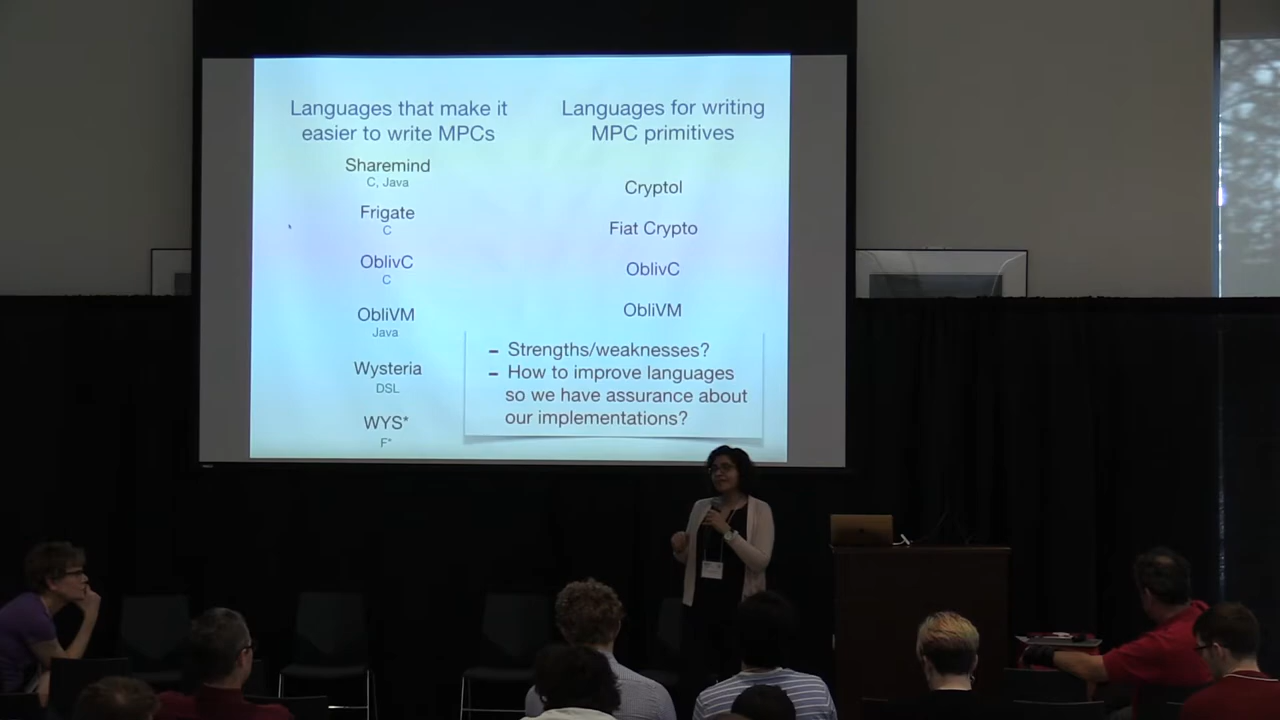 Languages that make it
easier to write MPCs
Sharemind
C, Java
Frigate
C
OblivC
C
ObliVM
Java
Wysteria
DSL
WYS*
F*
Languages for writing
MPC primitives
Cryptol
Fiat Crypto
OblivC
ObliVM
– Strengths/weaknesses?
– How to improve languages
so we have assurance about
our implementations?